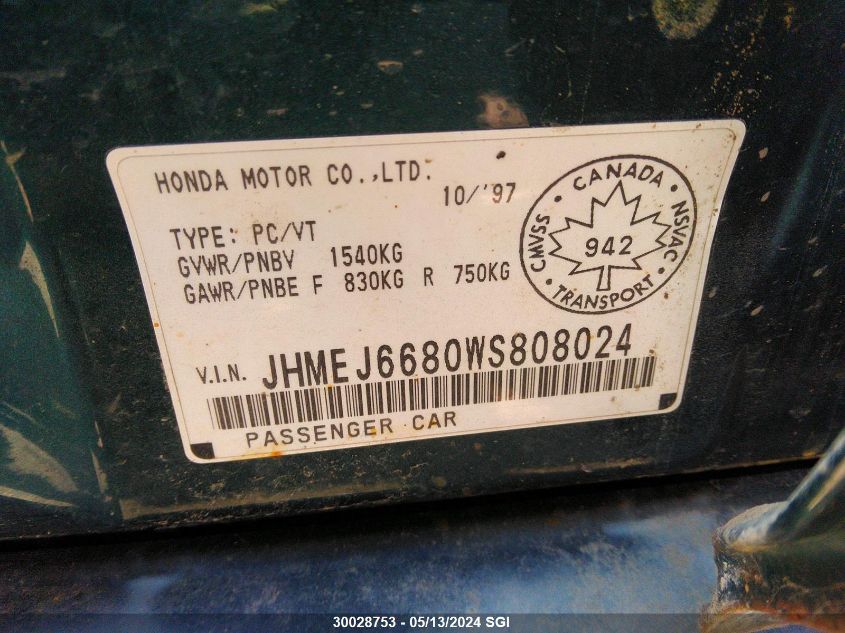 HONDA MOTOR CO.,LTD.
10/'97
TYPE: PC/VT
GVWR/PNBV 1540KG
GAWR/PNBE F 830KG R 750KG
CANADA • NSVAC • TRANSPORT • CMVSS •
942
V.I.N. JHMEJ6680WS808024
PASSENGER CAR
30028753 - 05/13/2024 SGI